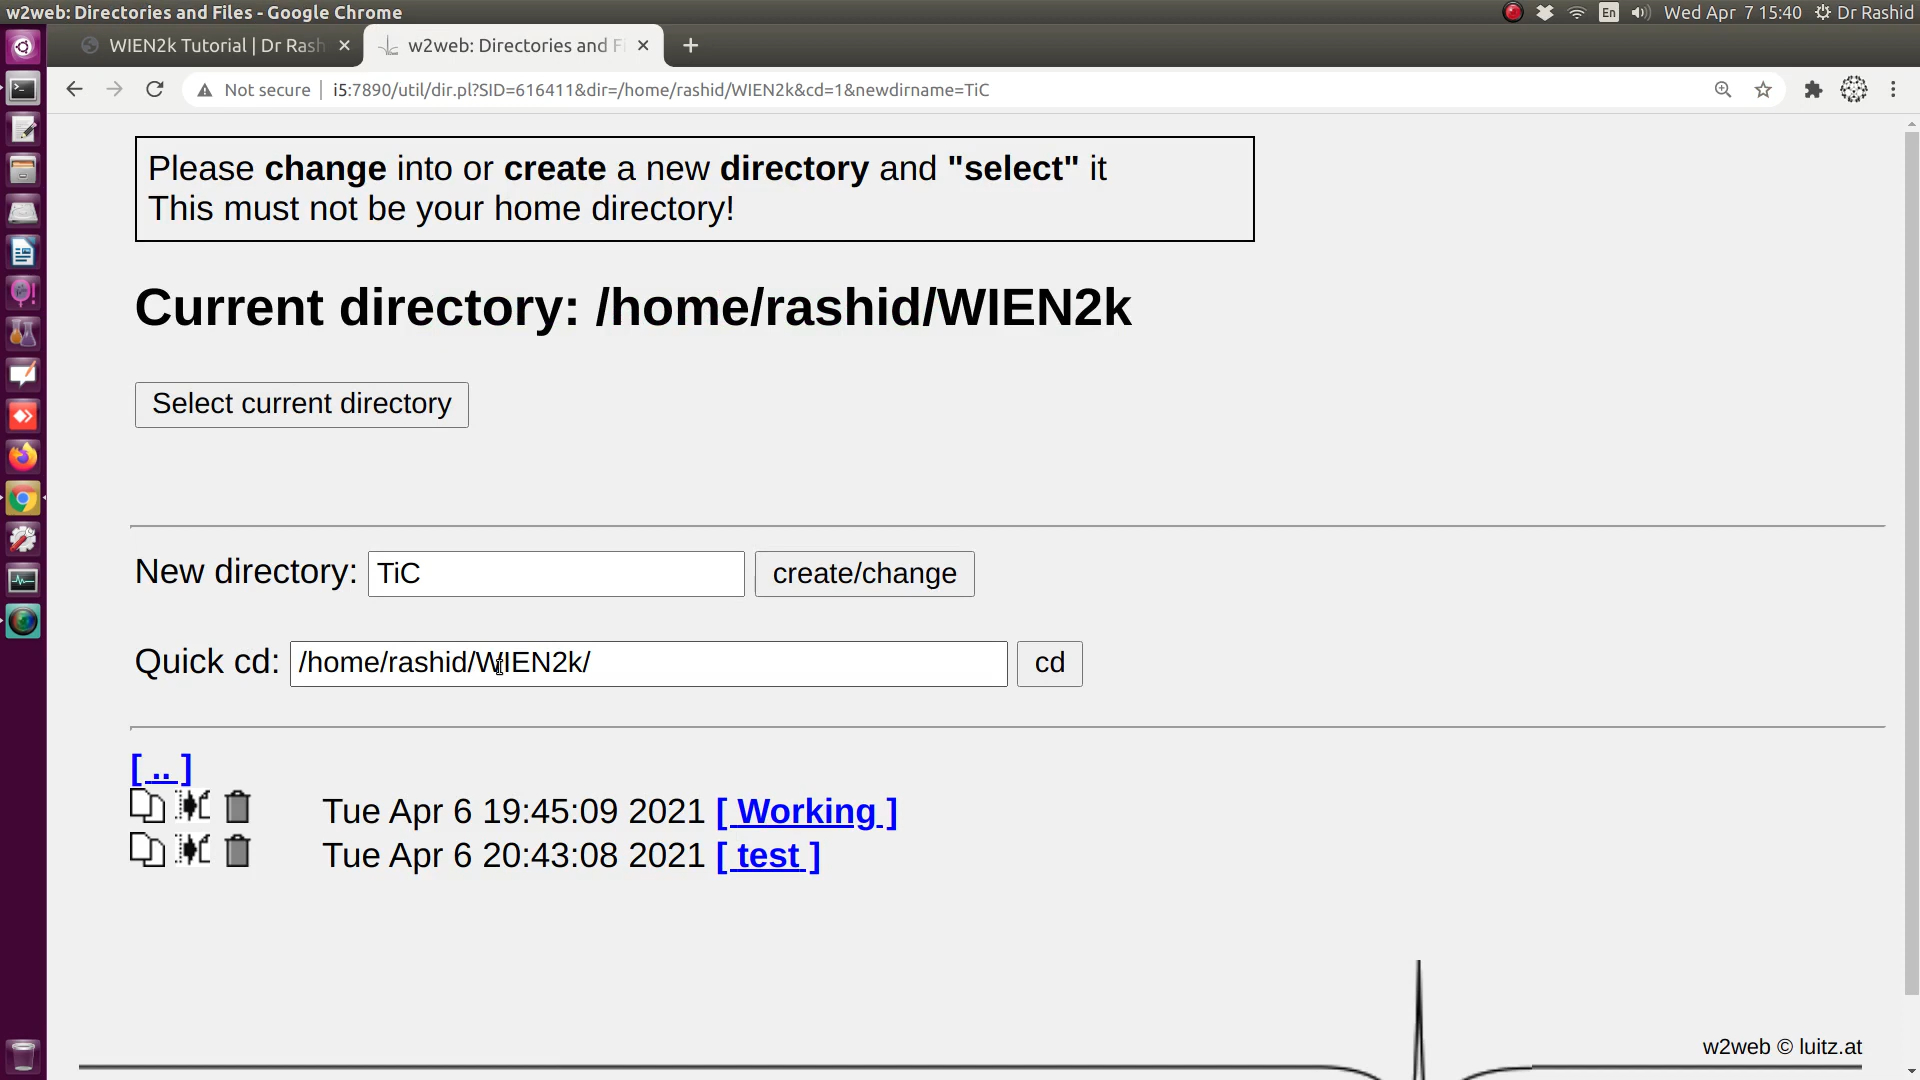 w2web: Directories and Files - Google Chrome
En
Wed Apr 7 15:40
Dr Rashid
WIEN2k Tutorial | Dr Rash
w2web: Directories and F
Not secure | i5:7890/util/dir.pl?SID=616411&dir=/home/rashid/WIEN2k&cd=1&newdirname=TiC
Please change into or create a new directory and "select" it
This must not be your home directory!
Current directory: /home/rashid/WIEN2k
Select current directory
New directory: TiC create/change
Quick cd: /home/rashid/WIEN2k/ cd
[ .. ]
Tue Apr 6 19:45:09 2021 [ Working ]
Tue Apr 6 20:43:08 2021 [ test ]
w2web © luitz.at